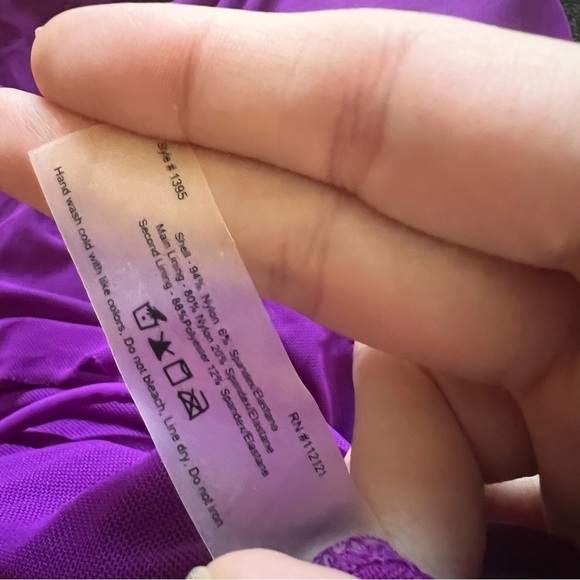 Style # 1395
Shell - 94% Nylon 6% Spandex/Elastane
Main Lining - 80% Nylon 20% Spandex/Elastane
Second Lining - 88%Polyester 12% Spandex/Elastane
Hand wash cold with like colors, Do not bleach, Line dry, Do not iron
RN #112121